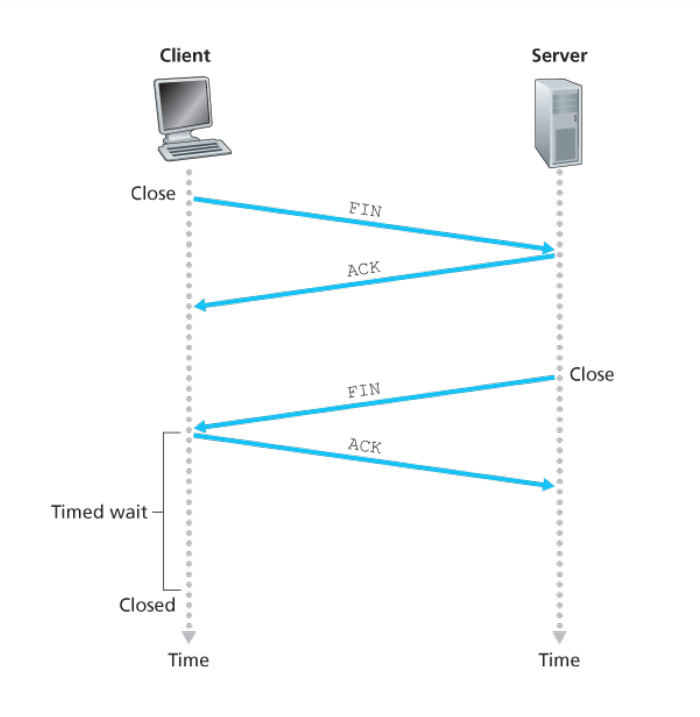 Client
Server
Close
FIN
ACK
Close
FIN
ACK
Timed wait
Closed
Time
Time